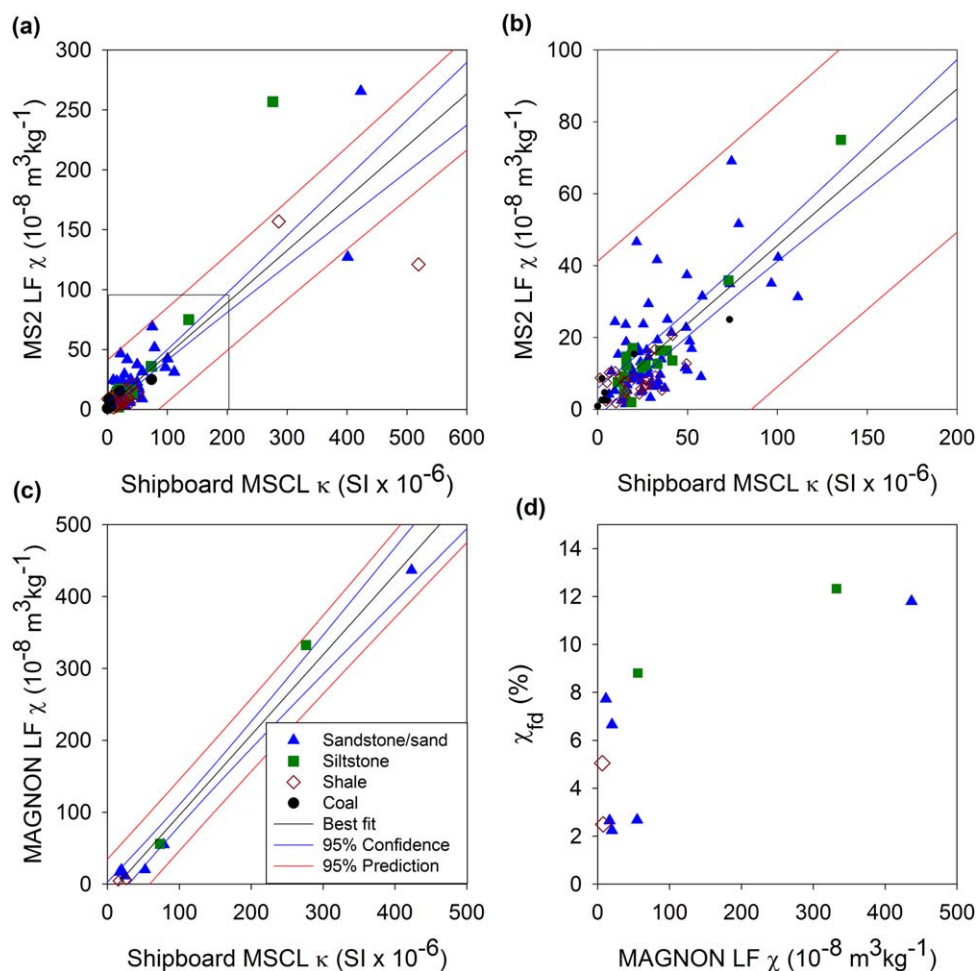 (a)
300
250
200
150
100
50
0
MS2 LF χ (10⁻⁸ m³kg⁻¹)
0 100 200 300 400 500 600
Shipboard MSCL κ (SI x 10⁻⁶)
(b)
100
80
60
40
20
0
MS2 LF χ (10⁻⁸ m³kg⁻¹)
0 50 100 150 200
Shipboard MSCL κ (SI x 10⁻⁶)
(c)
500
400
300
200
100
0
MAGNON LF χ (10⁻⁸ m³kg⁻¹)
Sandstone/sand
Siltstone
Shale
Coal
Best fit
95% Confidence
95% Prediction
0 100 200 300 400 500
Shipboard MSCL κ (SI x 10⁻⁶)
(d)
14
12
10
8
6
4
2
0
χfd (%)
0 100 200 300 400 500
MAGNON LF χ (10⁻⁸ m³kg⁻¹)